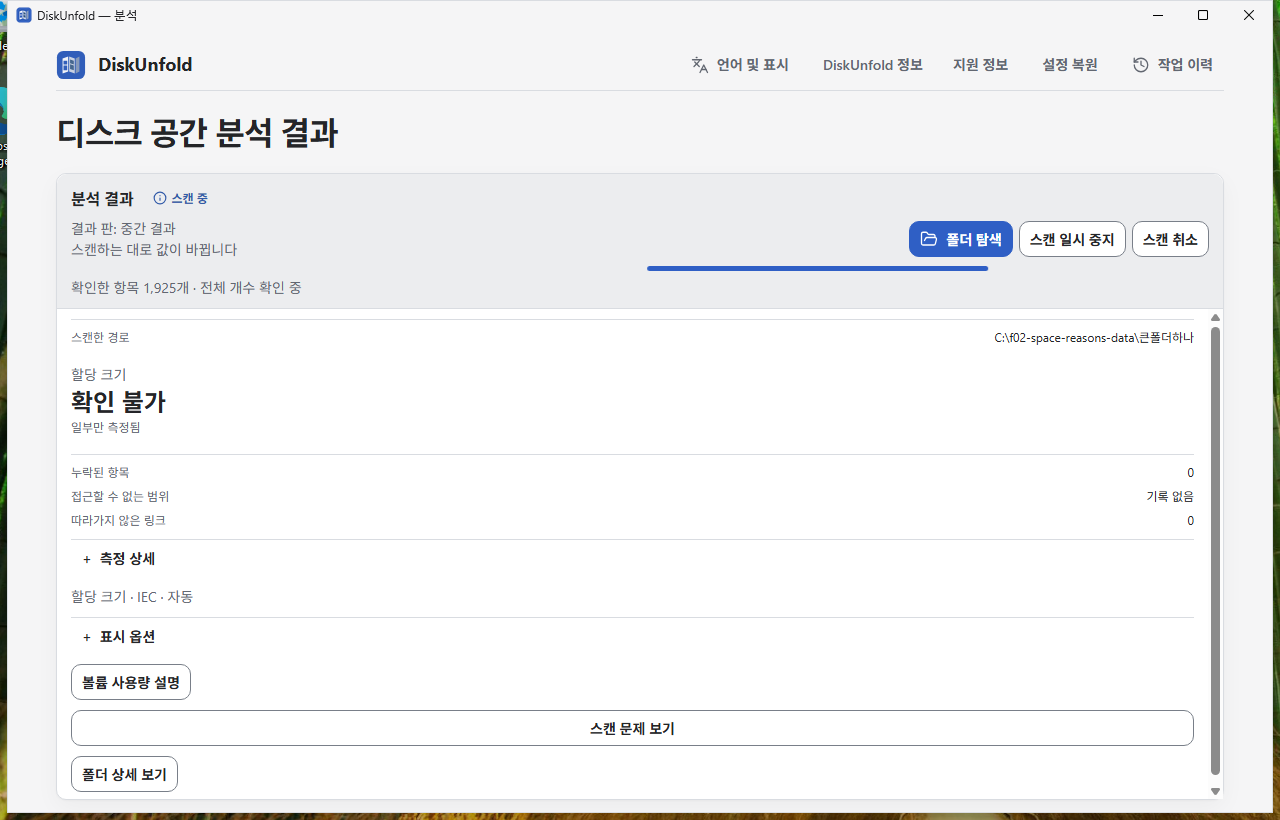 DiskUnfold — 분석
DiskUnfold
언어 및 표시
DiskUnfold 정보
지원 정보
설정 복원
작업 이력
디스크 공간 분석 결과
분석 결과
스캔 중
결과 판: 중간 결과
스캔하는 대로 값이 바뀝니다
폴더 탐색
스캔 일시 중지
스캔 취소
확인한 항목 1,925개 · 전체 개수 확인 중
스캔한 경로
C:\f02-space-reasons-data\큰폴더하나
할당 크기
확인 불가
일부만 측정됨
누락된 항목
0
접근할 수 없는 범위
기록 없음
따라가지 않은 링크
0
+ 측정 상세
할당 크기 · IEC · 자동
+ 표시 옵션
볼륨 사용량 설명
스캔 문제 보기
폴더 상세 보기